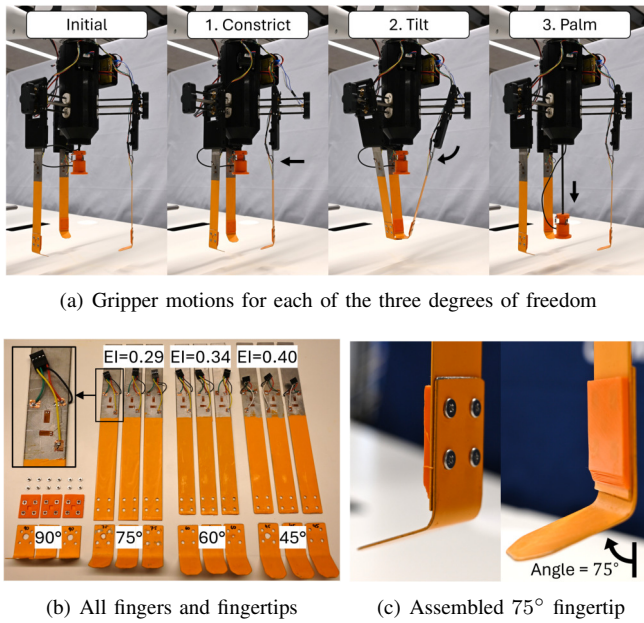 Initial
1. Constrict
2. Tilt
3. Palm
(a) Gripper motions for each of the three degrees of freedom
EI=0.29
EI=0.34
EI=0.40
90°
75°
60°
45°
Angle = 75°
(b) All fingers and fingertips
(c) Assembled 75° fingertip